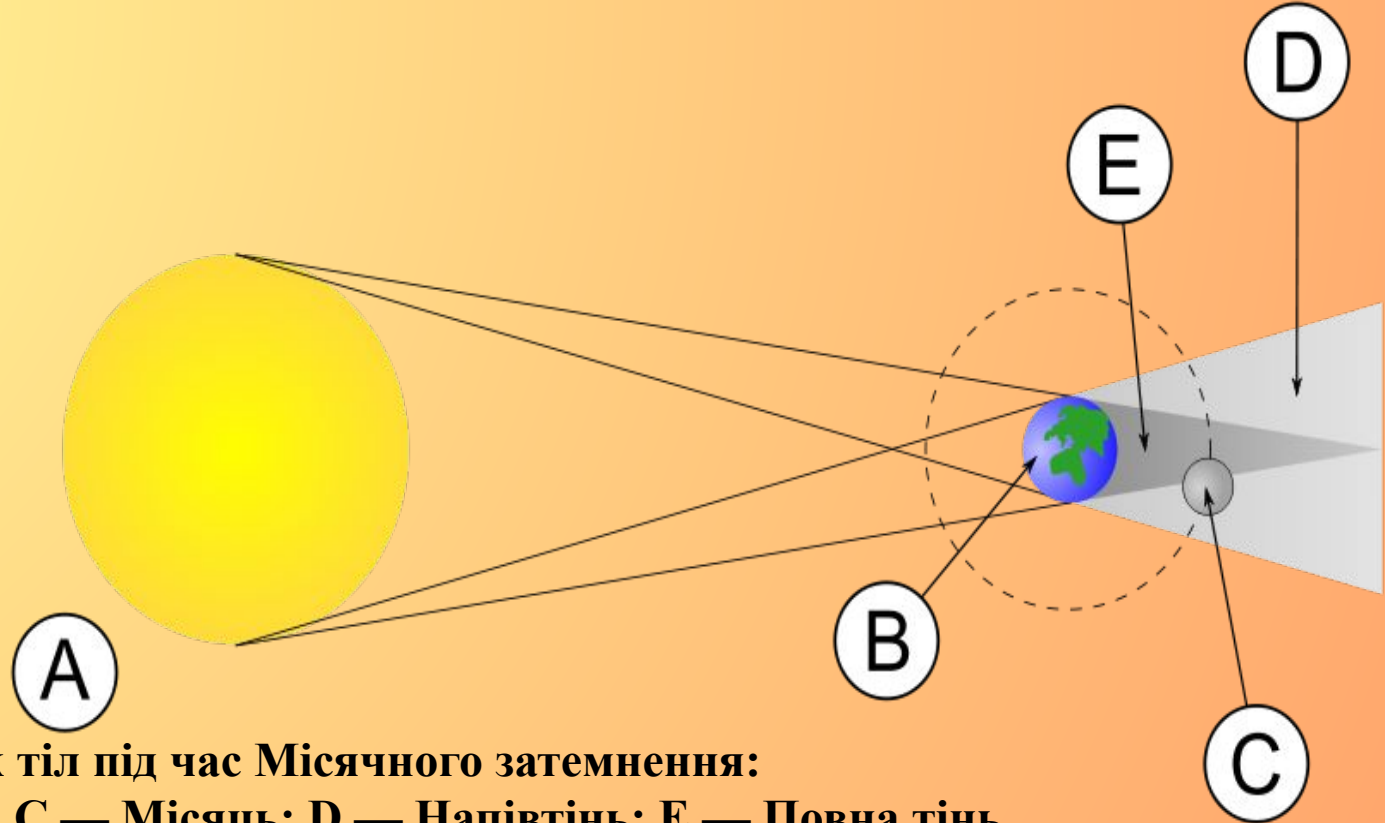 D
E
B
A
C
тіл під час Місячного затемнення:
C — Місяць; D — Напівтінь; E — Повна тінь